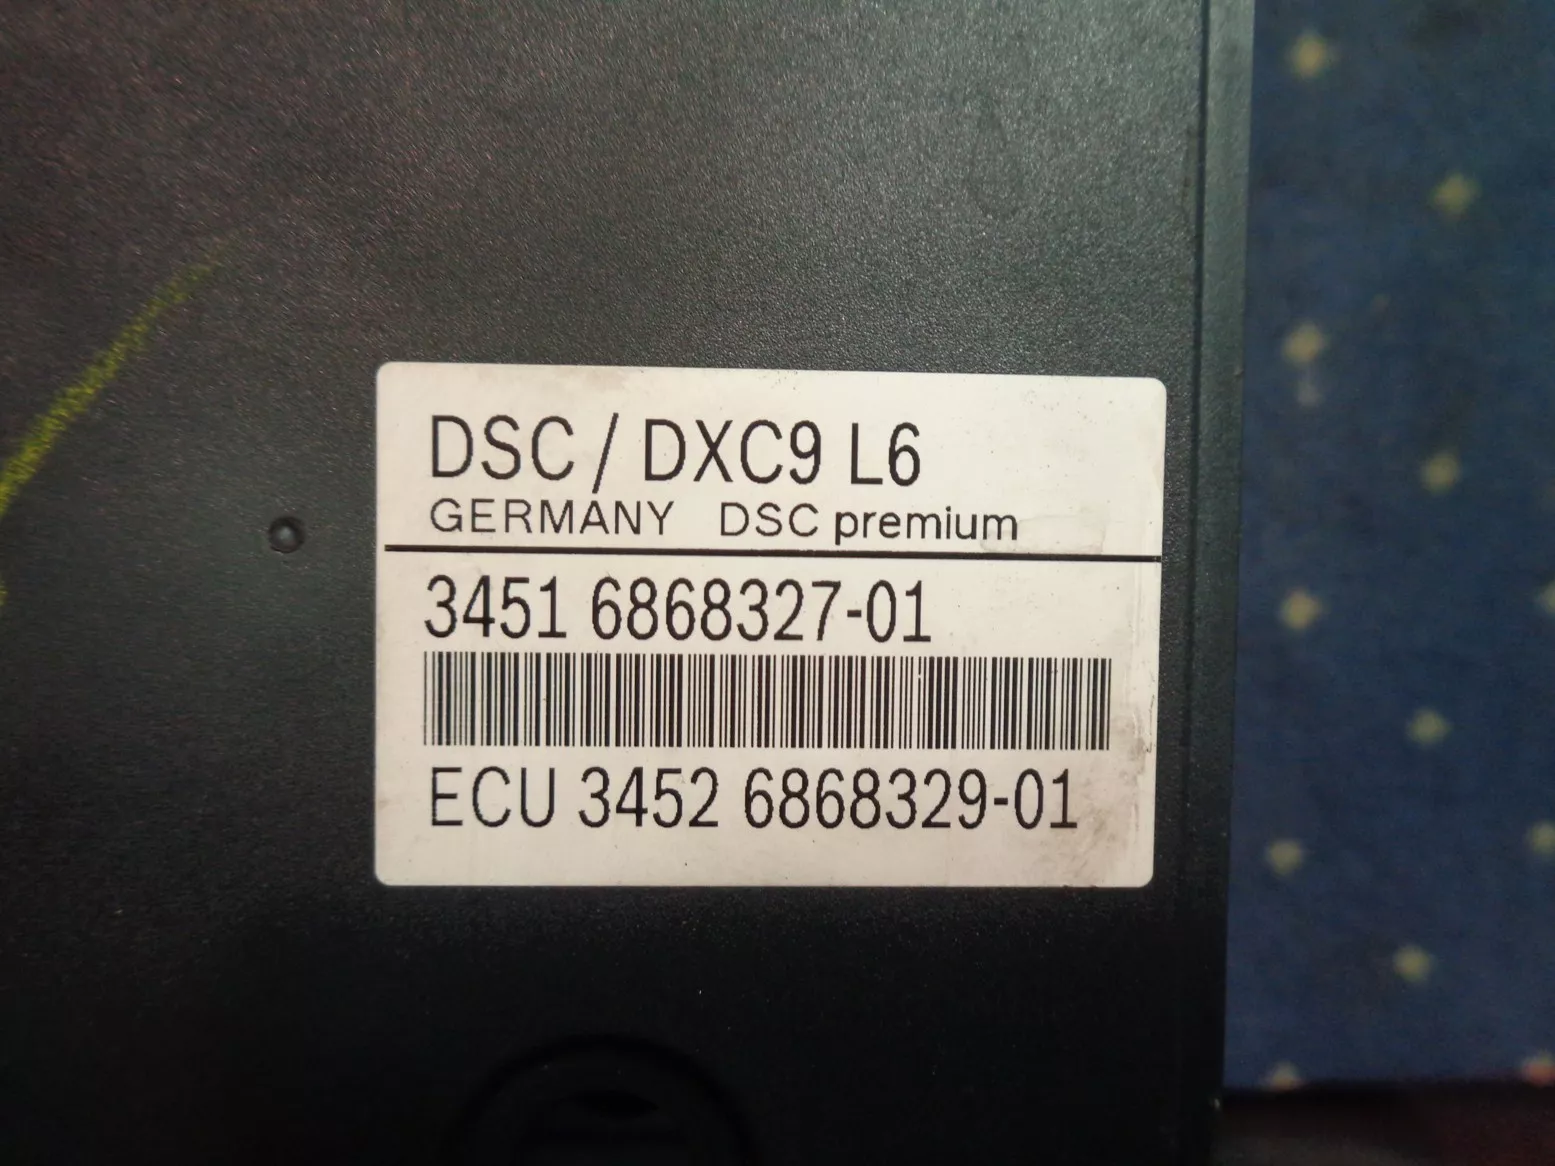 DSC / DXC9 L6
GERMANY DSC premium
3451 6868327-01
ECU 3452 6868329-01